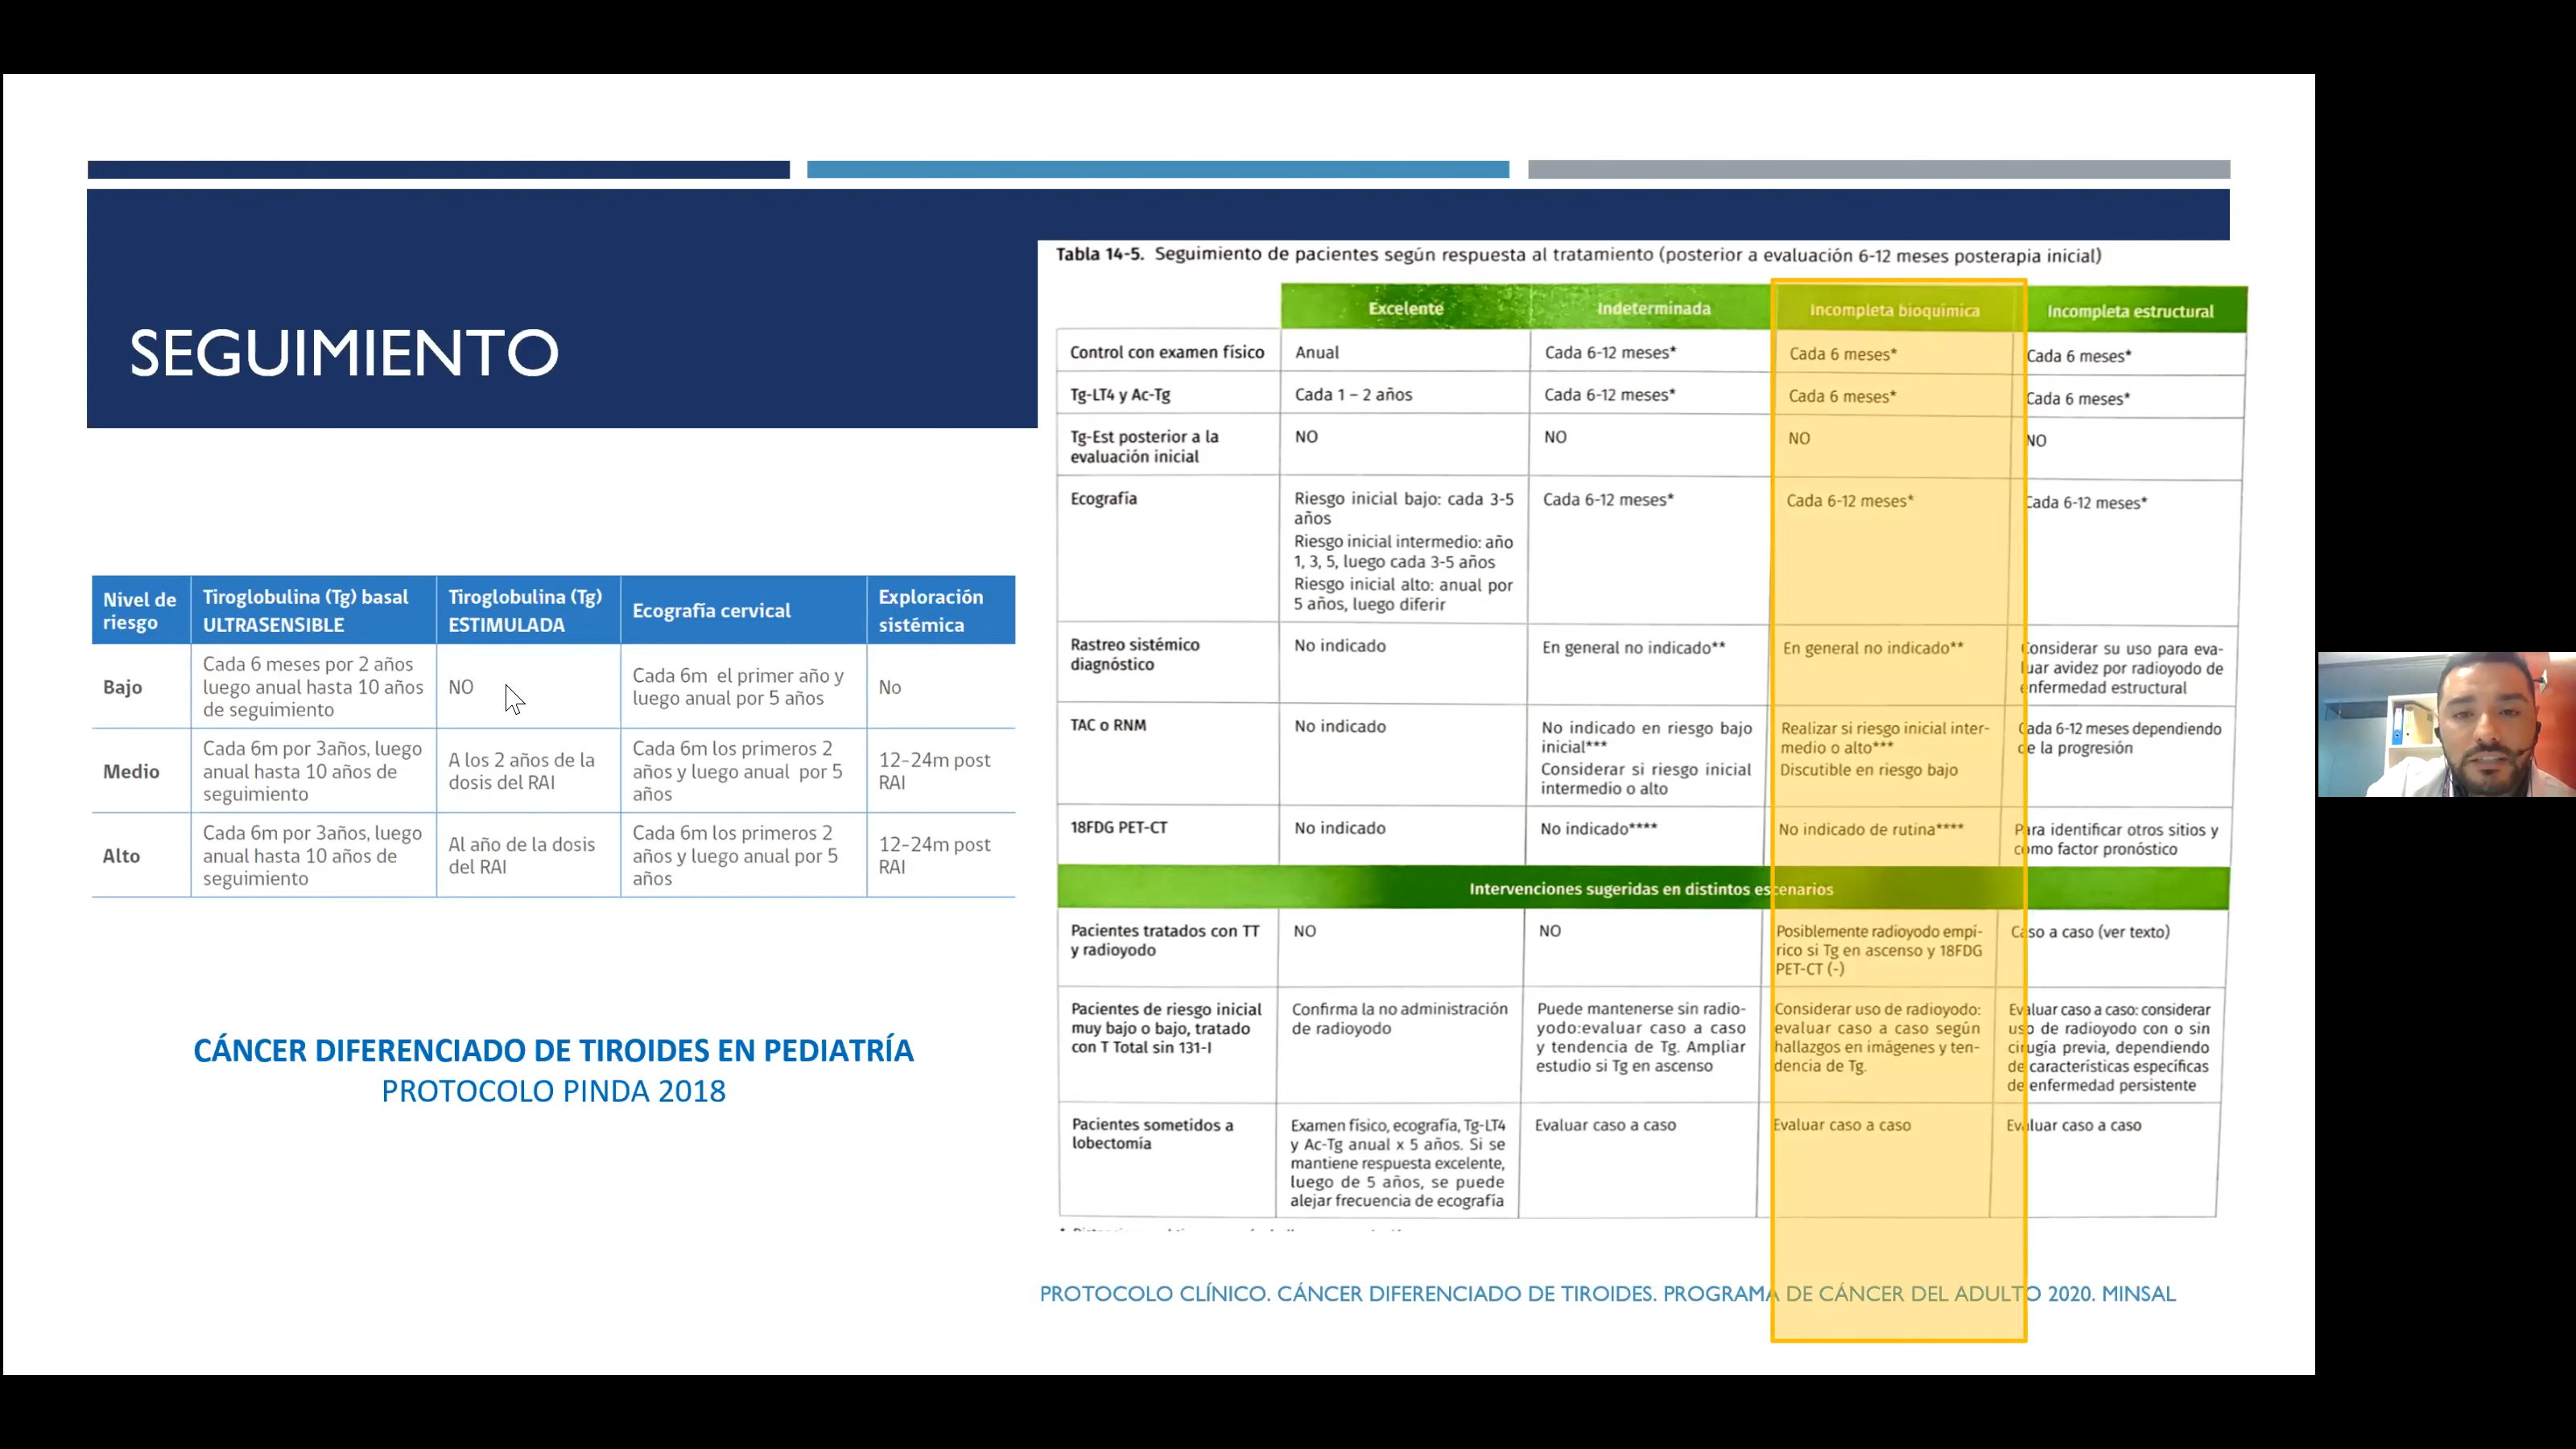 SEGUIMIENTO
Nivel de
riesgo
Tiroglobulina (Tg) basal
ULTRASENSIBLE
Tiroglobulina (Tg)
ESTIMULADA
Ecografía cervical
Exploración
sistémica
Bajo
Cada 6 meses por 2 años
luego anual hasta 10 años
de seguimiento
NO
Cada 6m el primer año y
luego anual por 5 años
No
Medio
Cada 6m por 3años, luego
anual hasta 10 años de
seguimiento
A los 2 años de la
dosis del RAI
Cada 6m los primeros 2
años y luego anual por 5
años
12-24m post
RAI
Alto
Cada 6m por 3años, luego
anual hasta 10 años de
seguimiento
Al año de la dosis
del RAI
Cada 6m los primeros 2
años y luego anual por 5
años
12-24m post
RAI
CÁNCER DIFERENCIADO DE TIROIDES EN PEDIATRÍA
PROTOCOLO PINDA 2018
Tabla 14-5. Seguimiento de pacientes según respuesta al tratamiento (posterior a evaluación 6-12 meses posterapia inicial)
Excelente
Indeterminada
Incompleta bioquímica
Incompleta estructural
Control con examen físico
Anual
Cada 6-12 meses*
Cada 6 meses*
Cada 6 meses*
Tg-LT4 y Ac-Tg
Cada 1 – 2 años
Cada 6-12 meses*
Cada 6 meses*
Cada 6 meses*
Tg-Est posterior a la
evaluación inicial
NO
NO
NO
NO
Ecografía
Riesgo inicial bajo: cada 3-5
años
Riesgo inicial intermedio: año
1, 3, 5, luego cada 3-5 años
Riesgo inicial alto: anual por
5 años, luego diferir
Cada 6-12 meses*
Cada 6-12 meses*
Cada 6-12 meses*
Rastreo sistémico
diagnóstico
No indicado
En general no indicado**
En general no indicado**
Considerar su uso para eva-
luar avidez por radioyodo de
enfermedad estructural
TAC o RNM
No indicado
No indicado en riesgo bajo
inicial***
Considerar si riesgo inicial
intermedio o alto
Realizar si riesgo inicial inter-
medio o alto***
Discutible en riesgo bajo
Cada 6-12 meses dependiendo
de la progresión
18FDG PET-CT
No indicado
No indicado****
No indicado de rutina****
Para identificar otros sitios y
como factor pronóstico
Intervenciones sugeridas en distintos escenarios
Pacientes tratados con TT
y radioyodo
NO
NO
Posiblemente radioyodo empí-
rico si Tg en ascenso y 18FDG
PET-CT (-)
Caso a caso (ver texto)
Pacientes de riesgo inicial
muy bajo o bajo, tratado
con T Total sin 131-I
Confirma la no administración
de radioyodo
Puede mantenerse sin radio-
yodo:evaluar caso a caso
y tendencia de Tg. Ampliar
estudio si Tg en ascenso
Considerar uso de radioyodo:
evaluar caso a caso según
hallazgos en imágenes y ten-
dencia de Tg.
Evaluar caso a caso: considerar
uso de radioyodo con o sin
cirugía previa, dependiendo
de características específicas
de enfermedad persistente
Pacientes sometidos a
lobectomía
Examen físico, ecografía, Tg-LT4
y Ac-Tg anual x 5 años. Si se
mantiene respuesta excelente,
luego de 5 años, se puede
alejar frecuencia de ecografía
Evaluar caso a caso
Evaluar caso a caso
Evaluar caso a caso
PROTOCOLO CLÍNICO. CÁNCER DIFERENCIADO DE TIROIDES. PROGRAMA DE CÁNCER DEL ADULTO 2020. MINSAL